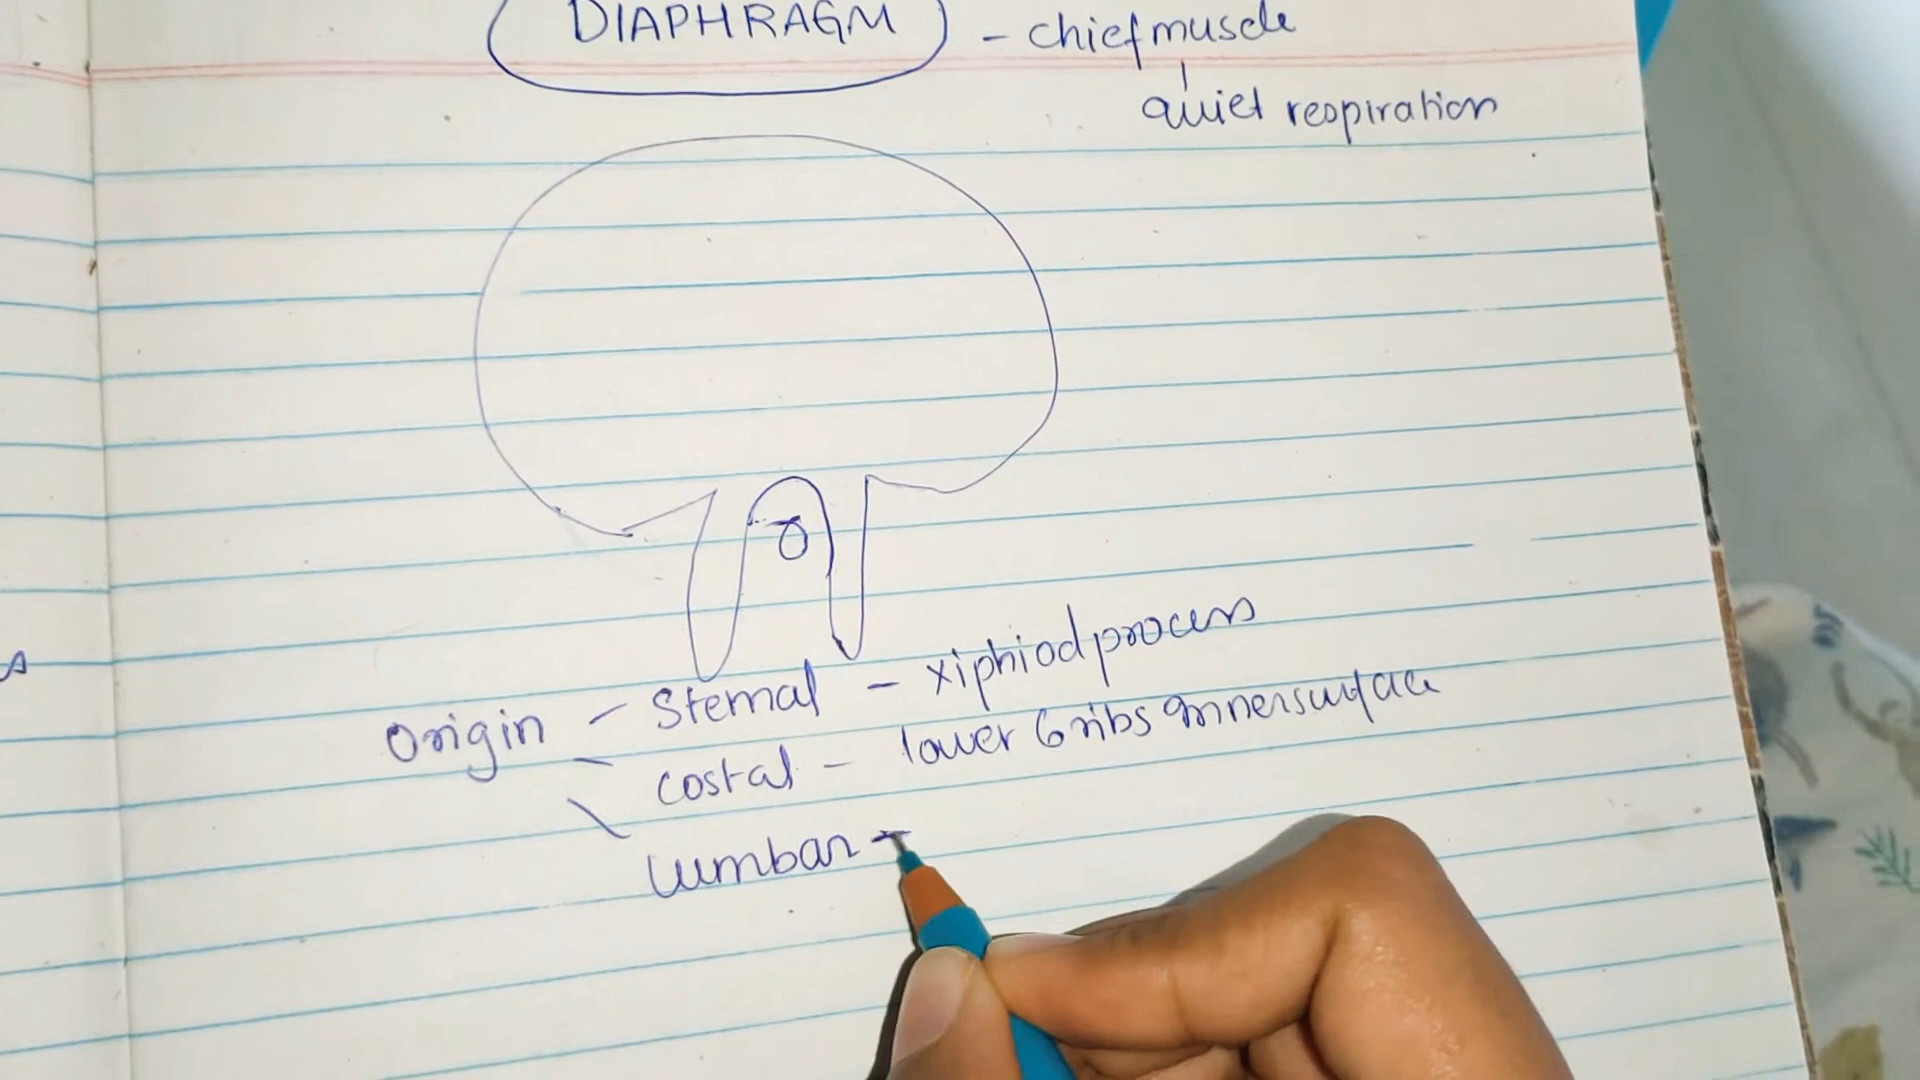 DIAPHRAGM - chief muscle
quiet respiration
Origin - Sternal - xiphiod process
costal - lower 6 ribs Innersurface
Lumbar -